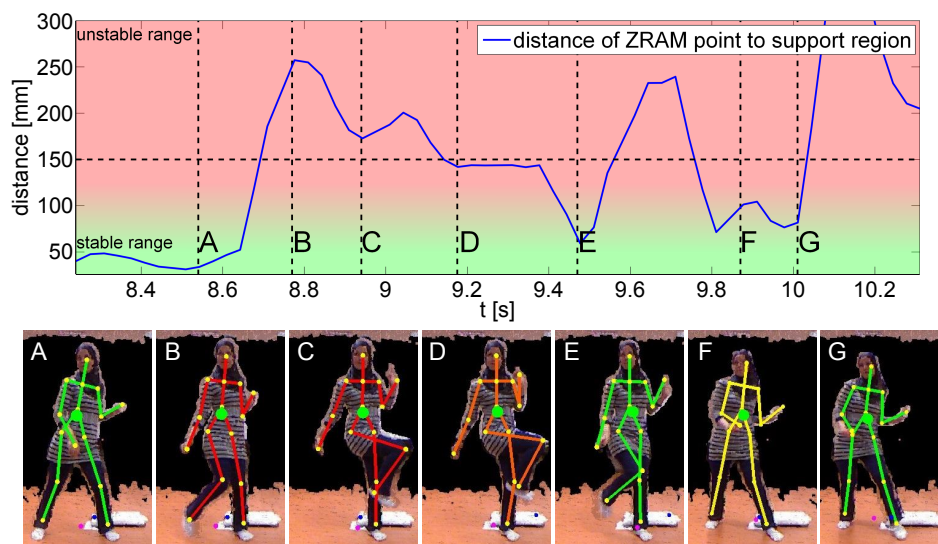 300
unstable range
distance of ZRAM point to support region
250
200
150
100
50
distance [mm]
stable range
A B C D E F G
8.4 8.6 8.8 9 9.2 9.4 9.6 9.8 10 10.2
t [s]
A B C D E F G